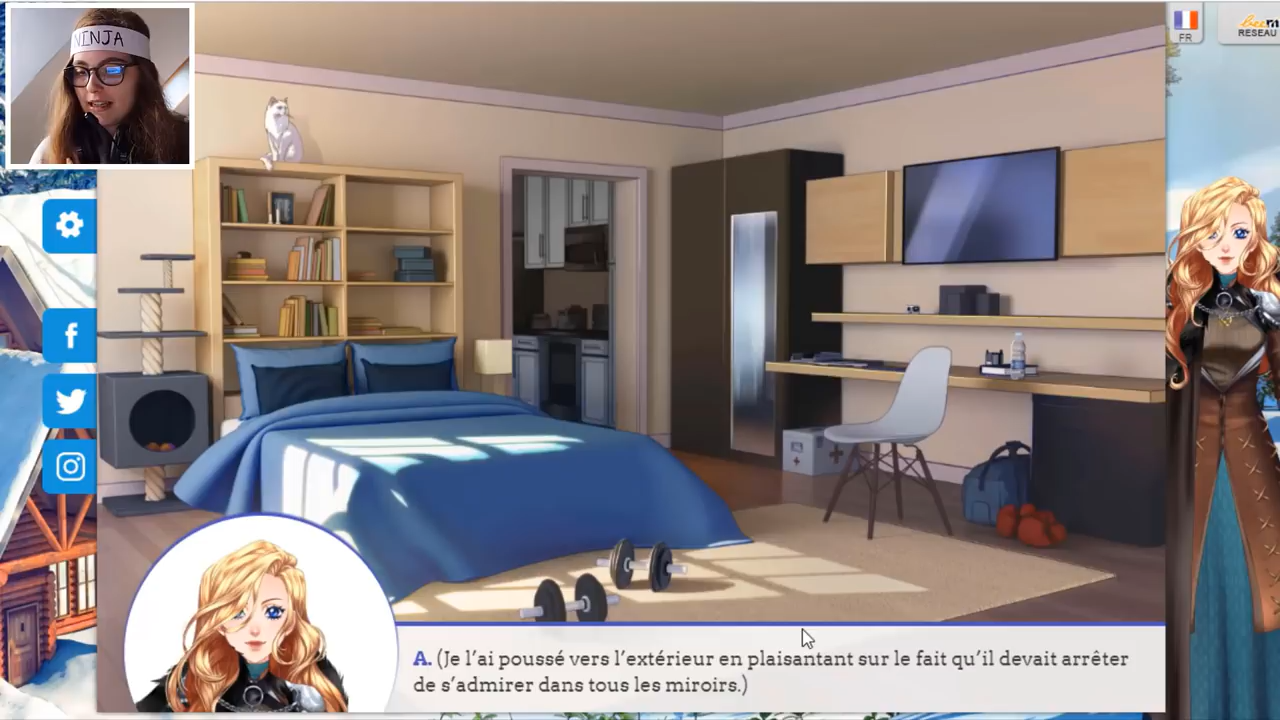 NINJA
FR
RESEAU
A. (Je l'ai poussé vers l'extérieur en plaisantant sur le fait qu'il devait arrêter
de s'admirer dans tous les miroirs.)